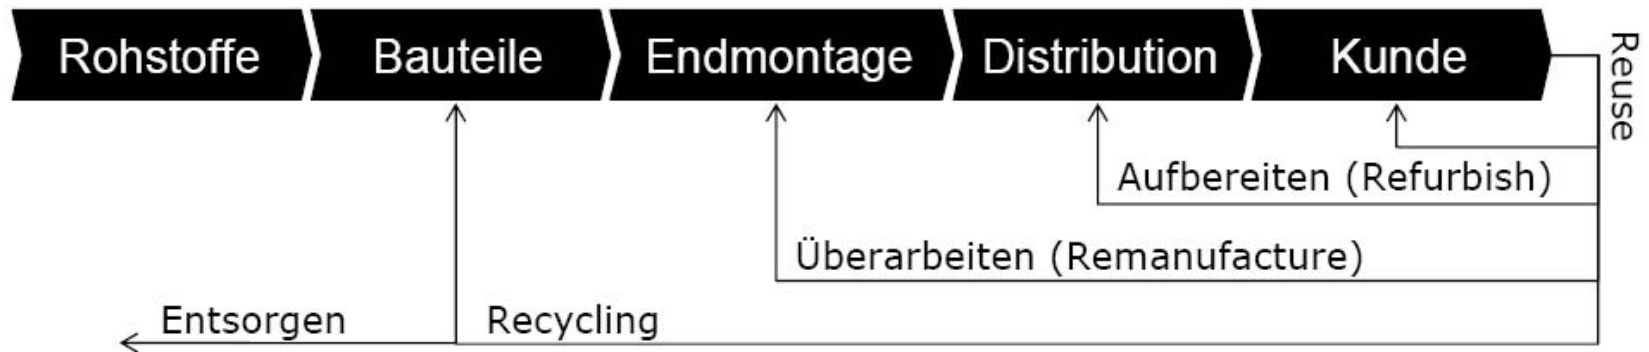 Rohstoffe
Bauteile
Endmontage
Distribution
Kunde
Reuse
Aufbereiten (Refurbish)
Überarbeiten (Remanufacture)
Entsorgen
Recycling